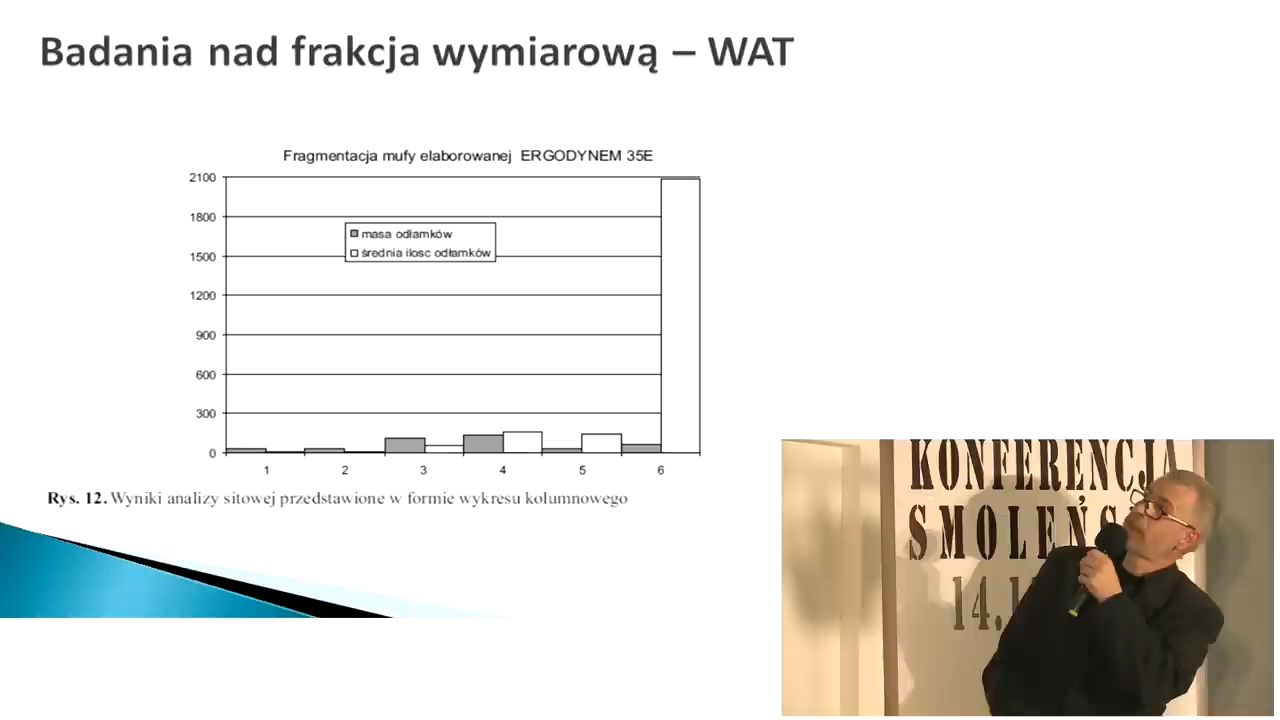 Badania nad frakcja wymiarową – WAT
Fragmentacja mufy elaborowanej ERGODYNEM 35E
2100
1800
1500
1200
900
600
300
0
masa odłamków
średnia ilosc odłamków
1 2 3 4 5 6
Rys. 12. Wyniki analizy sitowej przedstawione w formie wykresu kolumnowego
KONFERENCJA
SMOLEŃS
14.1